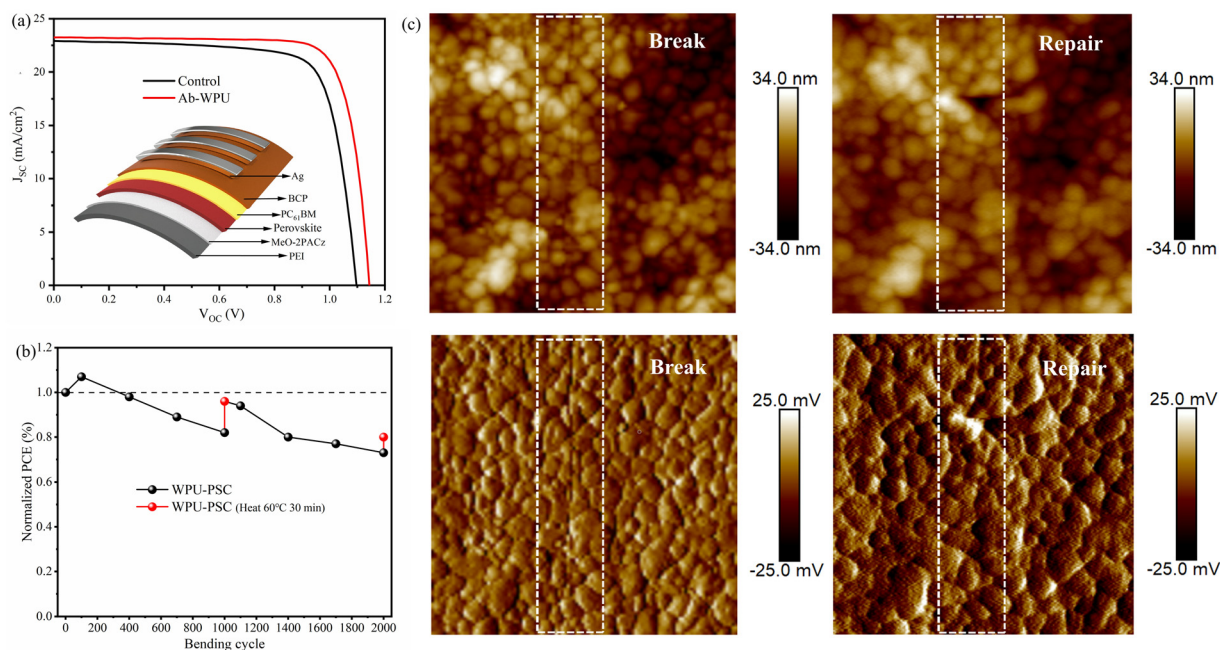 (a)
25
20
15
10
5
0
J_SC (mA/cm²)
Control
Ab-WPU
Ag
BCP
PC₆₁BM
Perovskite
MeO-2PACz
PEI
0.0 0.2 0.4 0.6 0.8 1.0 1.2
V_OC (V)
(b)
1.2
1.0
0.8
0.6
0.4
0.2
0.0
Normalized PCE (%)
WPU-PSC
WPU-PSC (Heat 60°C 30 min)
0 200 400 600 800 1000 1200 1400 1600 1800 2000
Bending cycle
(c)
Break
34.0 nm
-34.0 nm
Repair
34.0 nm
-34.0 nm
Break
25.0 mV
-25.0 mV
Repair
25.0 mV
-25.0 mV